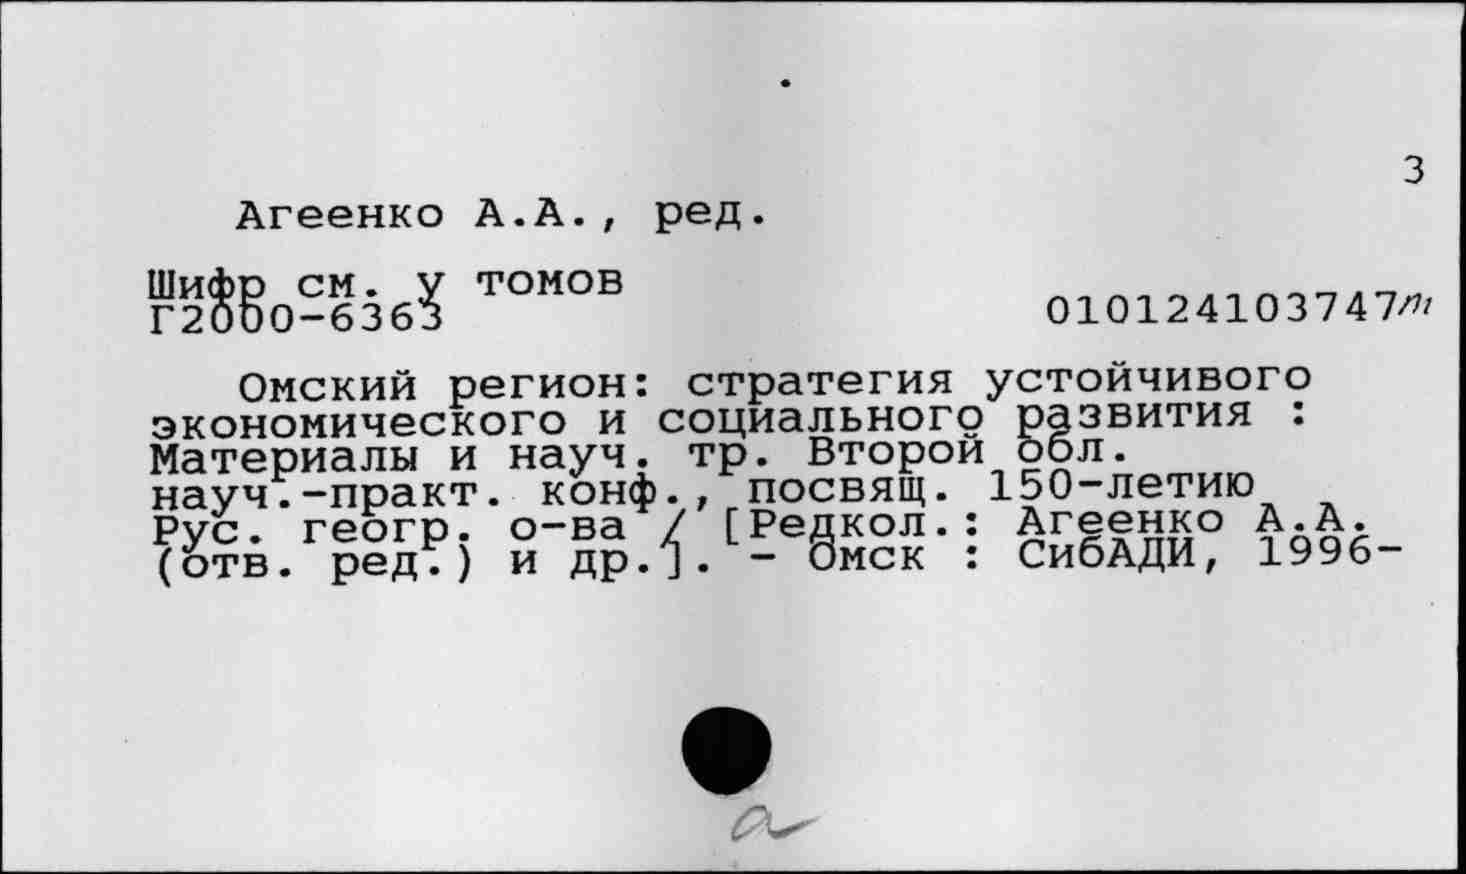 3
Агеенко А.А., ред.
Шифр см. у томов
Г2000-6363
010124103747m
Омский регион: стратегия устойчивого
экономического и социального развития :
Материалы и науч. тр. Второй обл.
науч.-практ. конф., посвящ. 150-летию
Рус. геогр. о-ва / [Редкол.: Агеенко А.А.
(отв. ред.) и др.]. - Омск : СибАДИ, 1996-
а